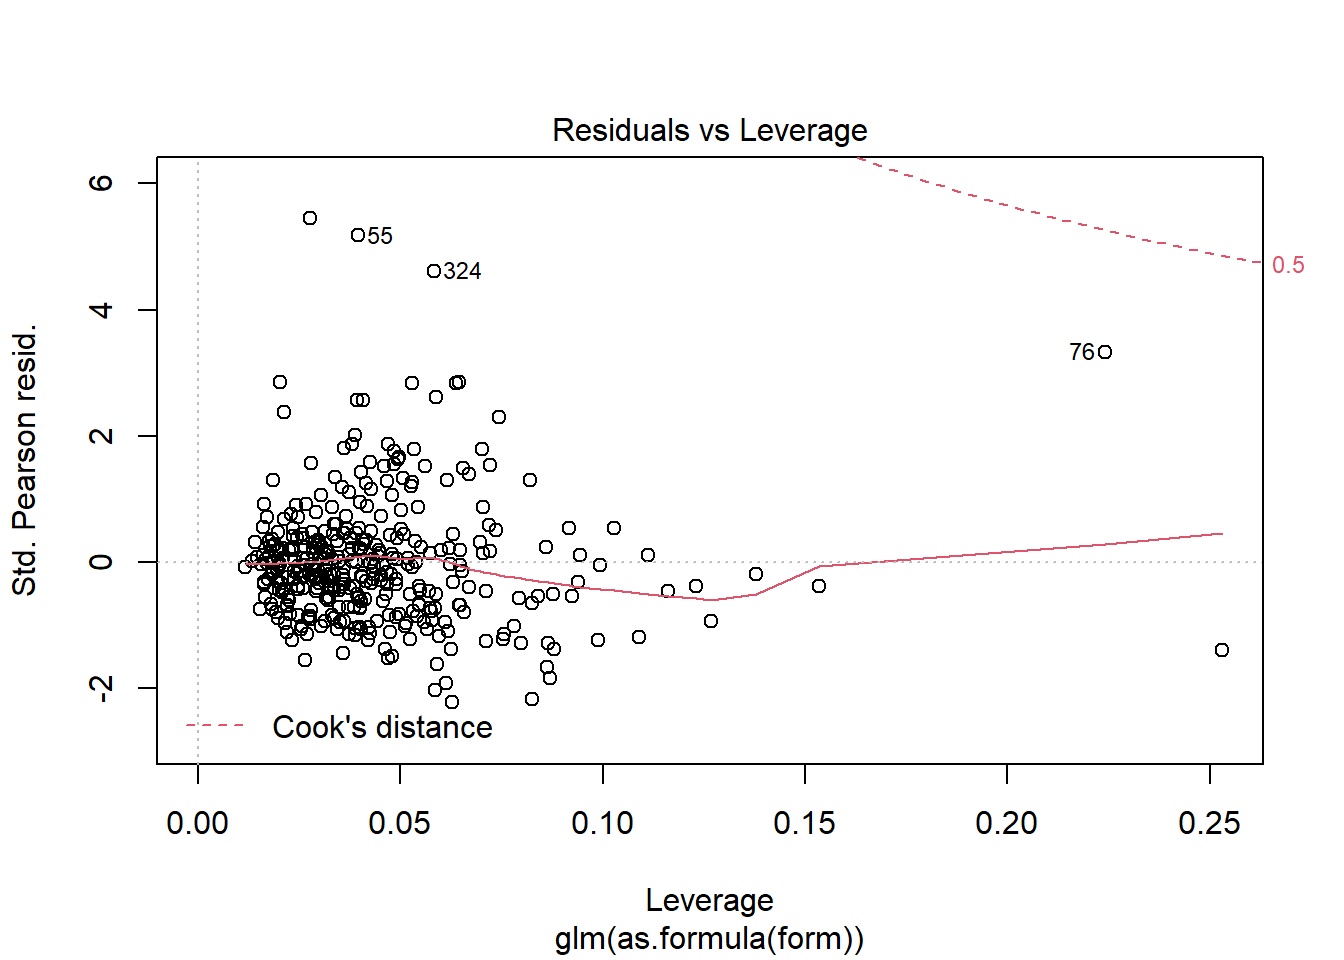 Residuals vs Leverage
Std. Pearson resid.
6
4
2
0
-2
55
324
76
0.5
Cook's distance
0.00 0.05 0.10 0.15 0.20 0.25
Leverage
glm(as.formula(form))